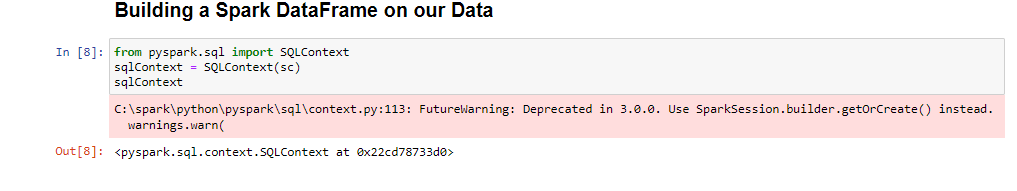 Building a Spark DataFrame on our Data
In [8]: from pyspark.sql import SQLContext
sqlContext = SQLContext(sc)
sqlContext
C:\spark\python\pyspark\sql\context.py:113: FutureWarning: Deprecated in 3.0.0. Use SparkSession.builder.getOrCreate() instead.
warnings.warn(
Out[8]: <pyspark.sql.context.SQLContext at 0x22cd78733d0>